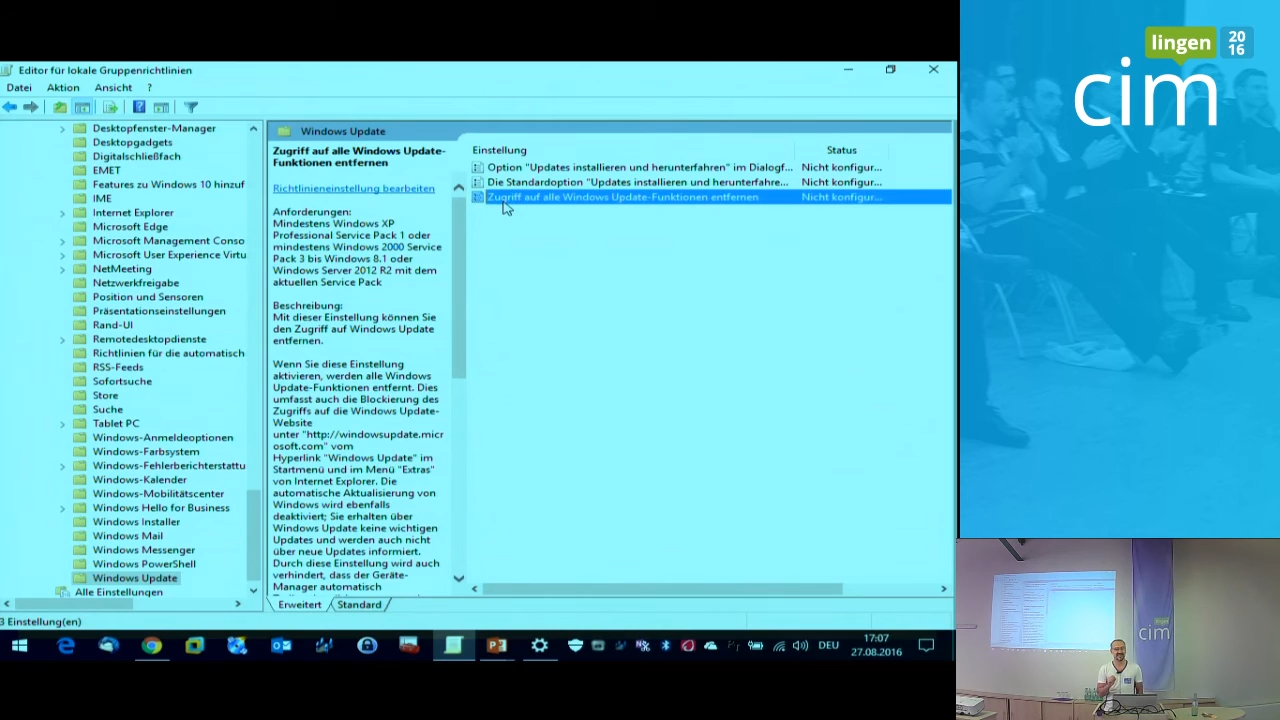 Editor für lokale Gruppenrichtlinien
Datei Aktion Ansicht ?
Desktopfenster-Manager
Desktopgadgets
Digitalschließfach
EMET
Features zu Windows 10 hinzuf
IME
Internet Explorer
Microsoft Edge
Microsoft Management Conso
Microsoft User Experience Virtu
NetMeeting
Netzwerkfreigabe
Position und Sensoren
Präsentationseinstellungen
Rand-UI
Remotedesktopdienste
Richtlinien für die automatisch
RSS-Feeds
Sofortsuche
Store
Suche
Tablet PC
Windows-Anmeldeoptionen
Windows-Farbsystem
Windows-Fehlerberichterstattu
Windows-Kalender
Windows-Mobilitätscenter
Windows Hello for Business
Windows Installer
Windows Mail
Windows Messenger
Windows PowerShell
Windows Update
Alle Einstellungen
Windows Update
Zugriff auf alle Windows Update-
Funktionen entfernen
Richtlinieneinstellung bearbeiten
Anforderungen:
Mindestens Windows XP
Professional Service Pack 1 oder
mindestens Windows 2000 Service
Pack 3 bis Windows 8.1 oder
Windows Server 2012 R2 mit dem
aktuellen Service Pack
Beschreibung:
Mit dieser Einstellung können Sie
den Zugriff auf Windows Update
entfernen.
Wenn Sie diese Einstellung
aktivieren, werden alle Windows
Update-Funktionen entfernt. Dies
umfasst auch die Blockierung des
Zugriffs auf die Windows Update-
Website
unter "http://windowsupdate.micr
osoft.com" vom
Hyperlink "Windows Update" im
Startmenü und im Menü "Extras"
von Internet Explorer. Die
automatische Aktualisierung von
Windows wird ebenfalls
deaktiviert; Sie erhalten über
Windows Update keine wichtigen
Updates und werden auch nicht
über neue Updates informiert.
Durch diese Einstellung wird auch
verhindert, dass der Geräte-
Manager automatisch
Einstellung Status
Option "Updates installieren und herunterfahren" im Dialogf... Nicht konfigur...
Die Standardoption "Updates installieren und herunterfahre... Nicht konfigur...
Zugriff auf alle Windows Update-Funktionen entfernen Nicht konfigur...
Erweitert Standard
3 Einstellung(en)
DEU
17:07
27.08.2016
lingen
20
16
cim
cim